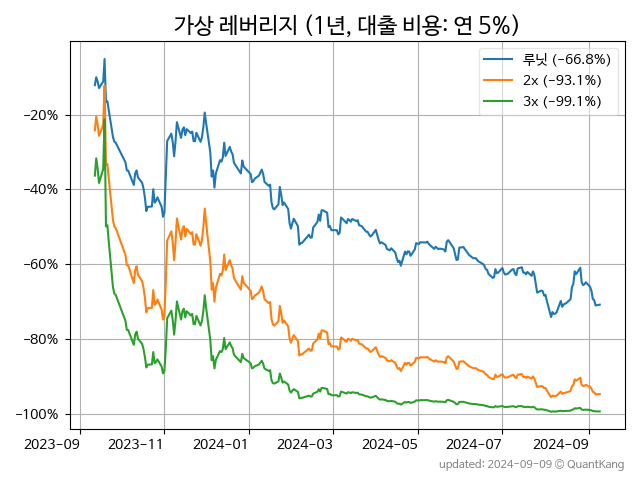 가상 레버리지 (1년, 대출 비용: 연 5%)
루닛 (−66.8%)
2x (−93.1%)
3x (−99.1%)
−20%
−40%
−60%
−80%
−100%
2023-09 2023-11 2024-01 2024-03 2024-05 2024-07 2024-09
updated: 2024-09-09 © QuantKang